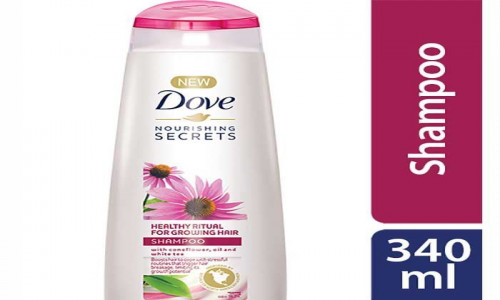 NEW
Dove
NOURISHING
SECRETS
HEALTHY RITUAL
FOR GROWING HAIR
SHAMPOO
with coneflower, oil and
white tea
Shampoo
340
ml